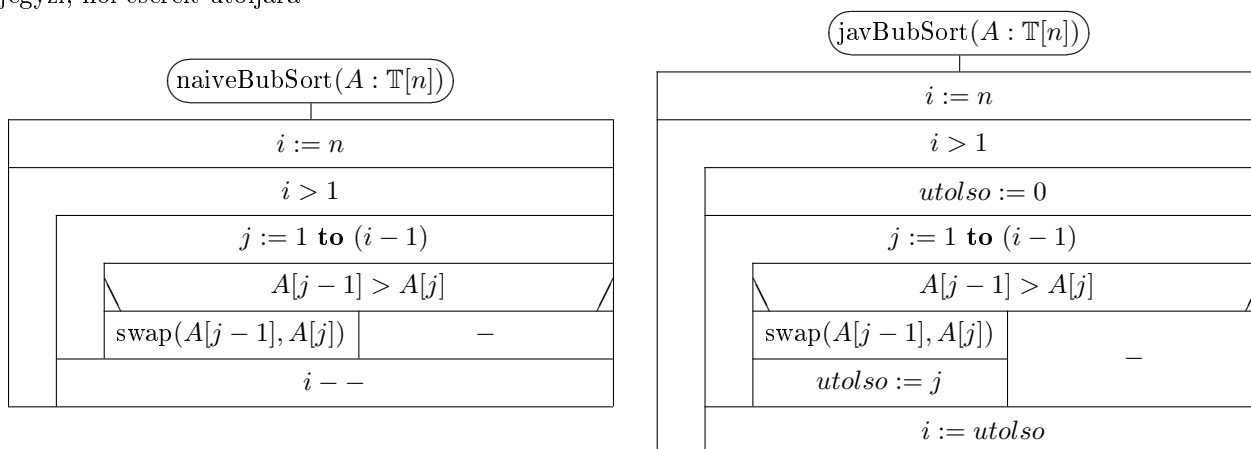 jegyzi, hol cserélt utoljára
naiveBubSort(A : 𝕋[n])
i := n
i > 1
j := 1 to (i − 1)
A[j − 1] > A[j]
swap(A[j − 1], A[j])
−
i − −
javBubSort(A : 𝕋[n])
i := n
i > 1
utolso := 0
j := 1 to (i − 1)
A[j − 1] > A[j]
swap(A[j − 1], A[j])
−
utolso := j
i := utolso